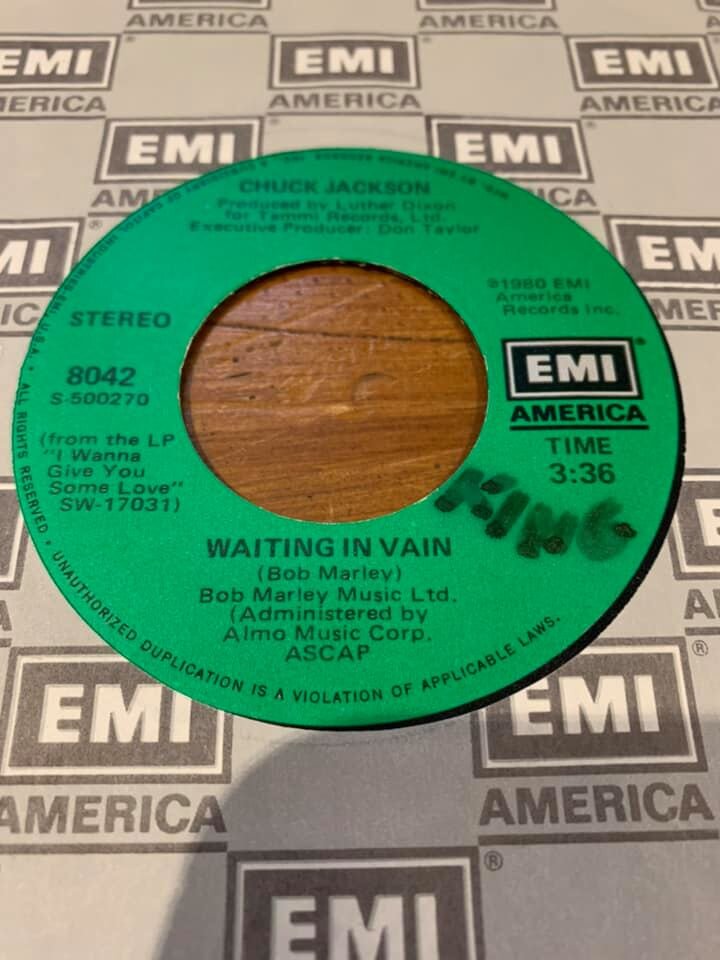 AMERICA
AMERICA
EMI
EMI
EMI
AMERICA
AMERICA
EMI
EMI
CHUCK JACKSON
Produced by Luther Dixon
for Tammi Records, Ltd.
Executive Producer: Don Taylor
℗1980 EMI
America
Records Inc.
STEREO
8042
S-500270
(from the LP
"I Wanna
Give You
Some Love"
SW-17031)
EMI
AMERICA
TIME
3:36
KING
WAITING IN VAIN
(Bob Marley)
Bob Marley Music Ltd.
(Administered by
Almo Music Corp.
ASCAP
ALL RIGHTS RESERVED • UNAUTHORIZED DUPLICATION IS A VIOLATION OF APPLICABLE LAWS.
EMI
EMI
AMERICA
AMERICA
EMI